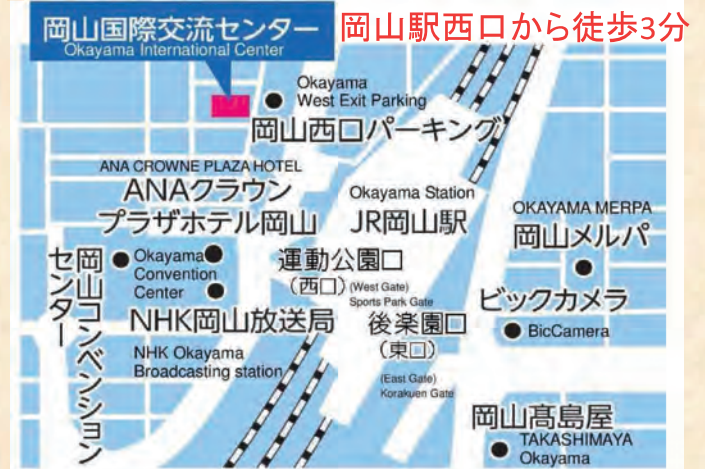 岡山国際交流センター
Okayama International Center
岡山駅西口から徒歩3分
Okayama
West Exit Parking
岡山西口パーキング
ANA CROWNE PLAZA HOTEL
ANAクラウン
プラザホテル岡山
Okayama Station
JR岡山駅
OKAYAMA MERPA
岡山メルパ
岡山コンベンション
センター
Okayama
Convention
Center
運動公園口
(西口)
(West Gate)
Sports Park Gate
ビックカメラ
BicCamera
NHK岡山放送局
NHK Okayama
Broadcasting station
後楽園口
(東口)
(East Gate)
Korakuen Gate
岡山髙島屋
TAKASHIMAYA
Okayama